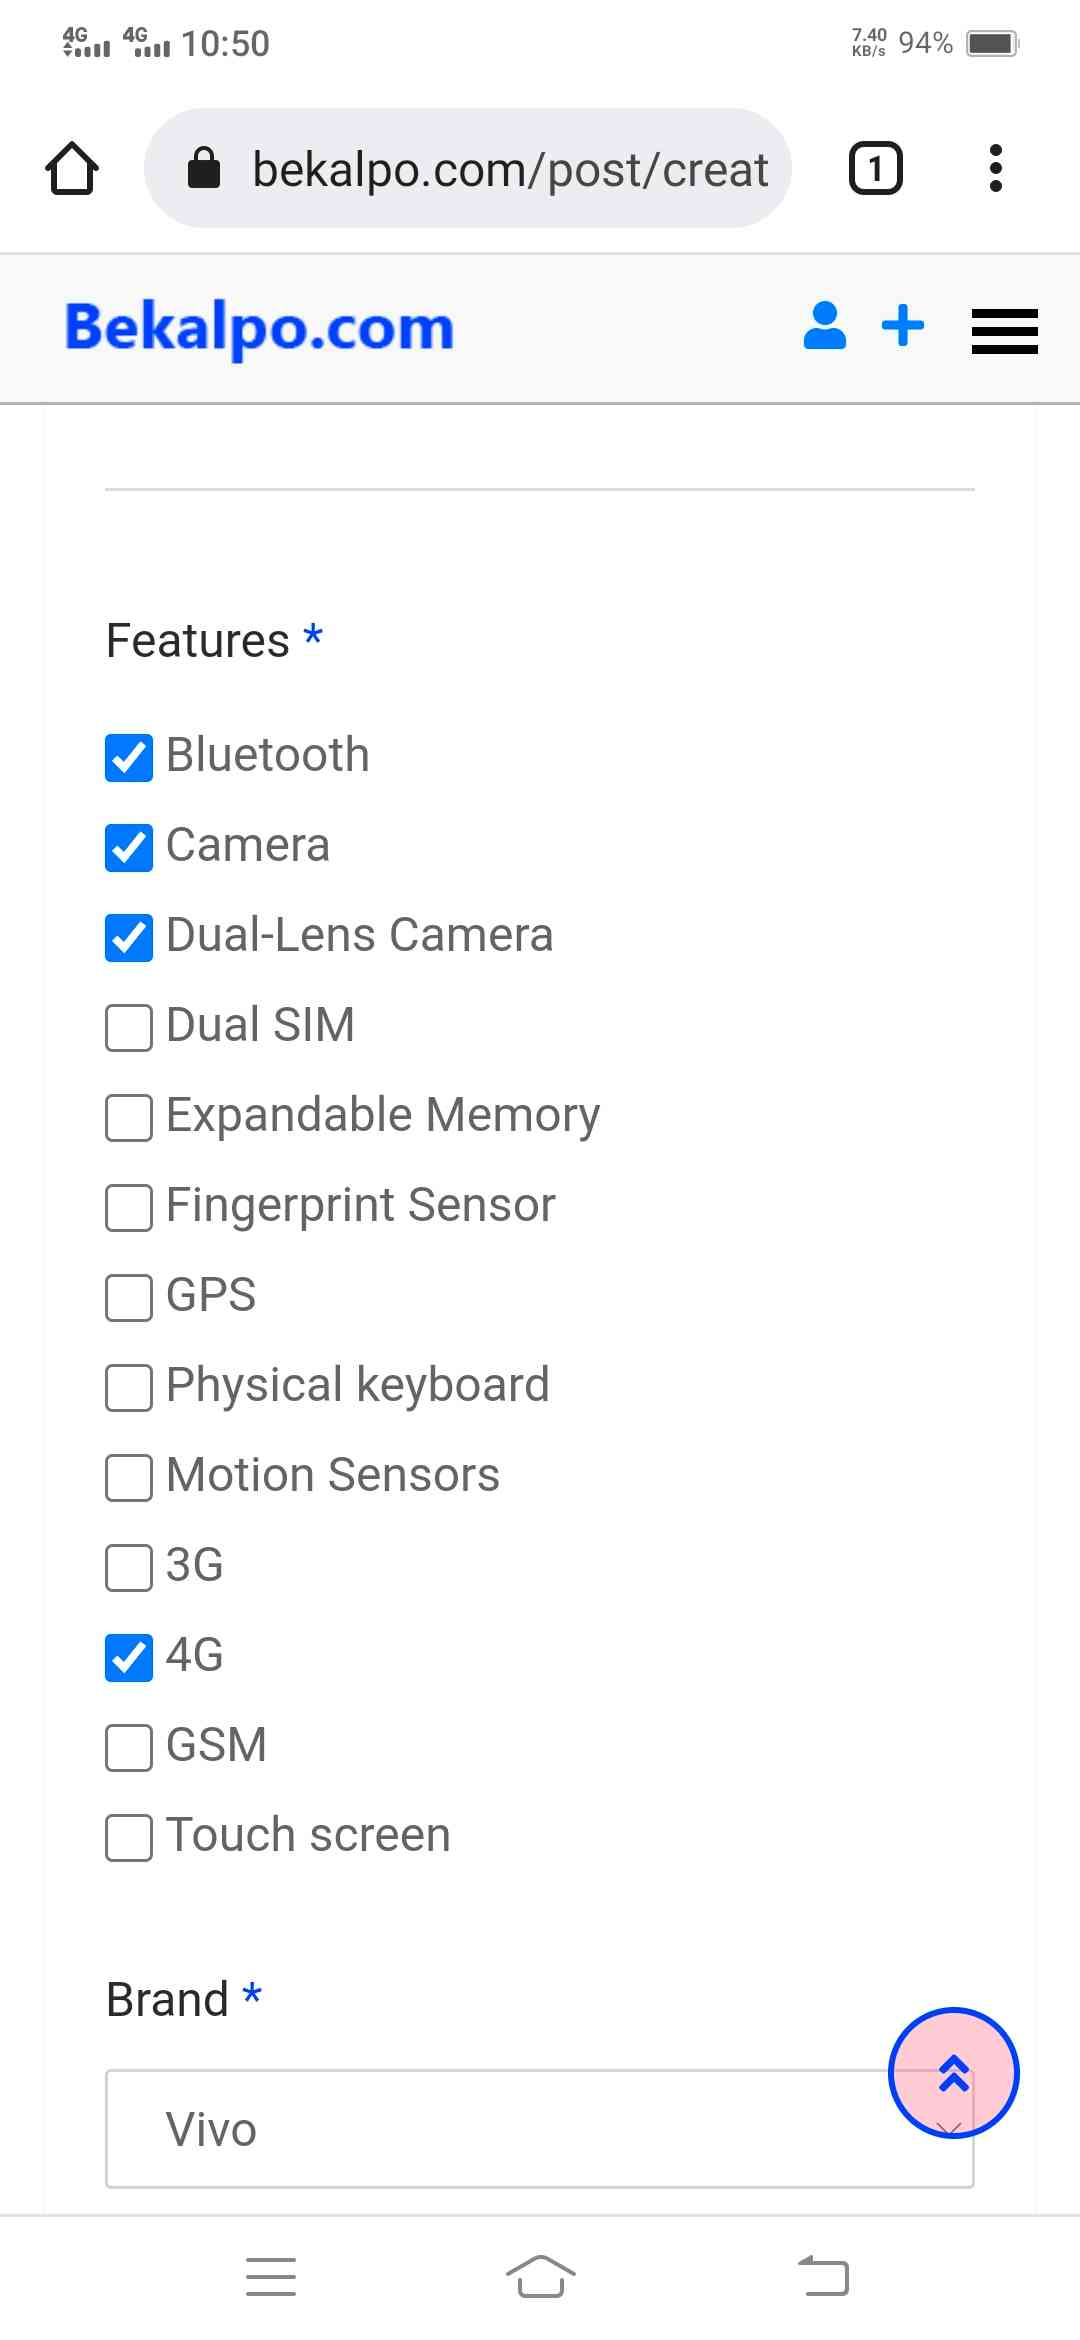 4G 4G 10:50 7.40 KB/s 94%
bekalpo.com/post/creat 1
Bekalpo.com
Features *
Bluetooth
Camera
Dual-Lens Camera
Dual SIM
Expandable Memory
Fingerprint Sensor
GPS
Physical keyboard
Motion Sensors
3G
4G
GSM
Touch screen
Brand *
Vivo